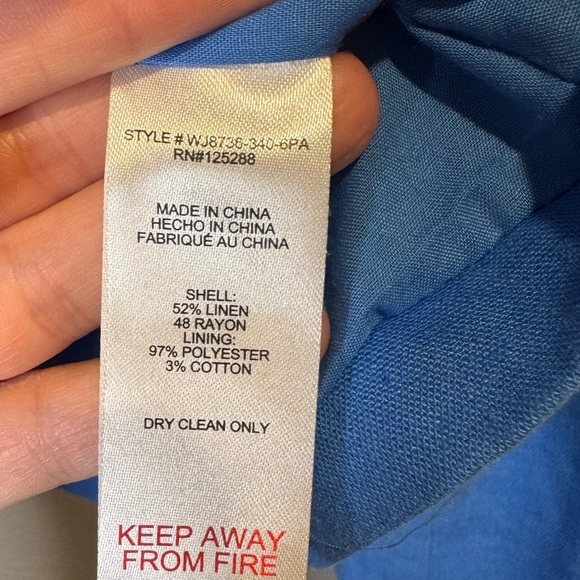 STYLE # WJ8736-340-6PA
RN#125288
MADE IN CHINA
HECHO IN CHINA
FABRIQUÉ AU CHINA
SHELL:
52% LINEN
48 RAYON
LINING:
97% POLYESTER
3% COTTON
DRY CLEAN ONLY
KEEP AWAY
FROM FIRE